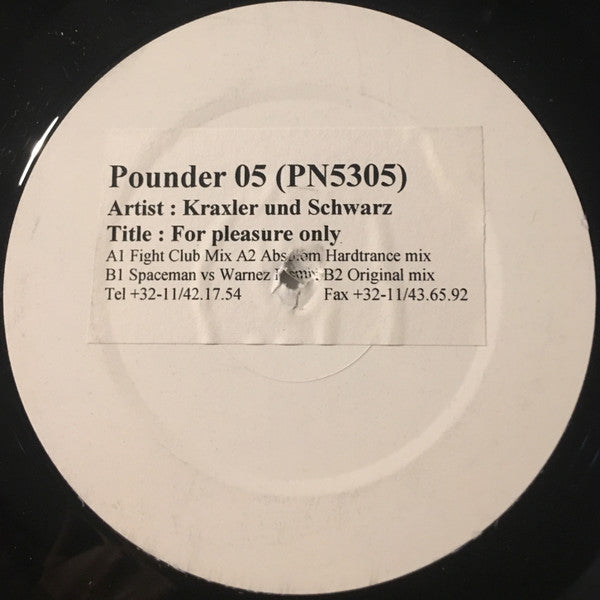 Pounder 05 (PN5305)
Artist : Kraxler und Schwarz
Title : For pleasure only
A1 Fight Club Mix A2 Absolom Hardtrance mix
B1 Spaceman vs Warnez B2 Original mix
Tel +32-11/42.17.54 Fax +32-11/43.65.92